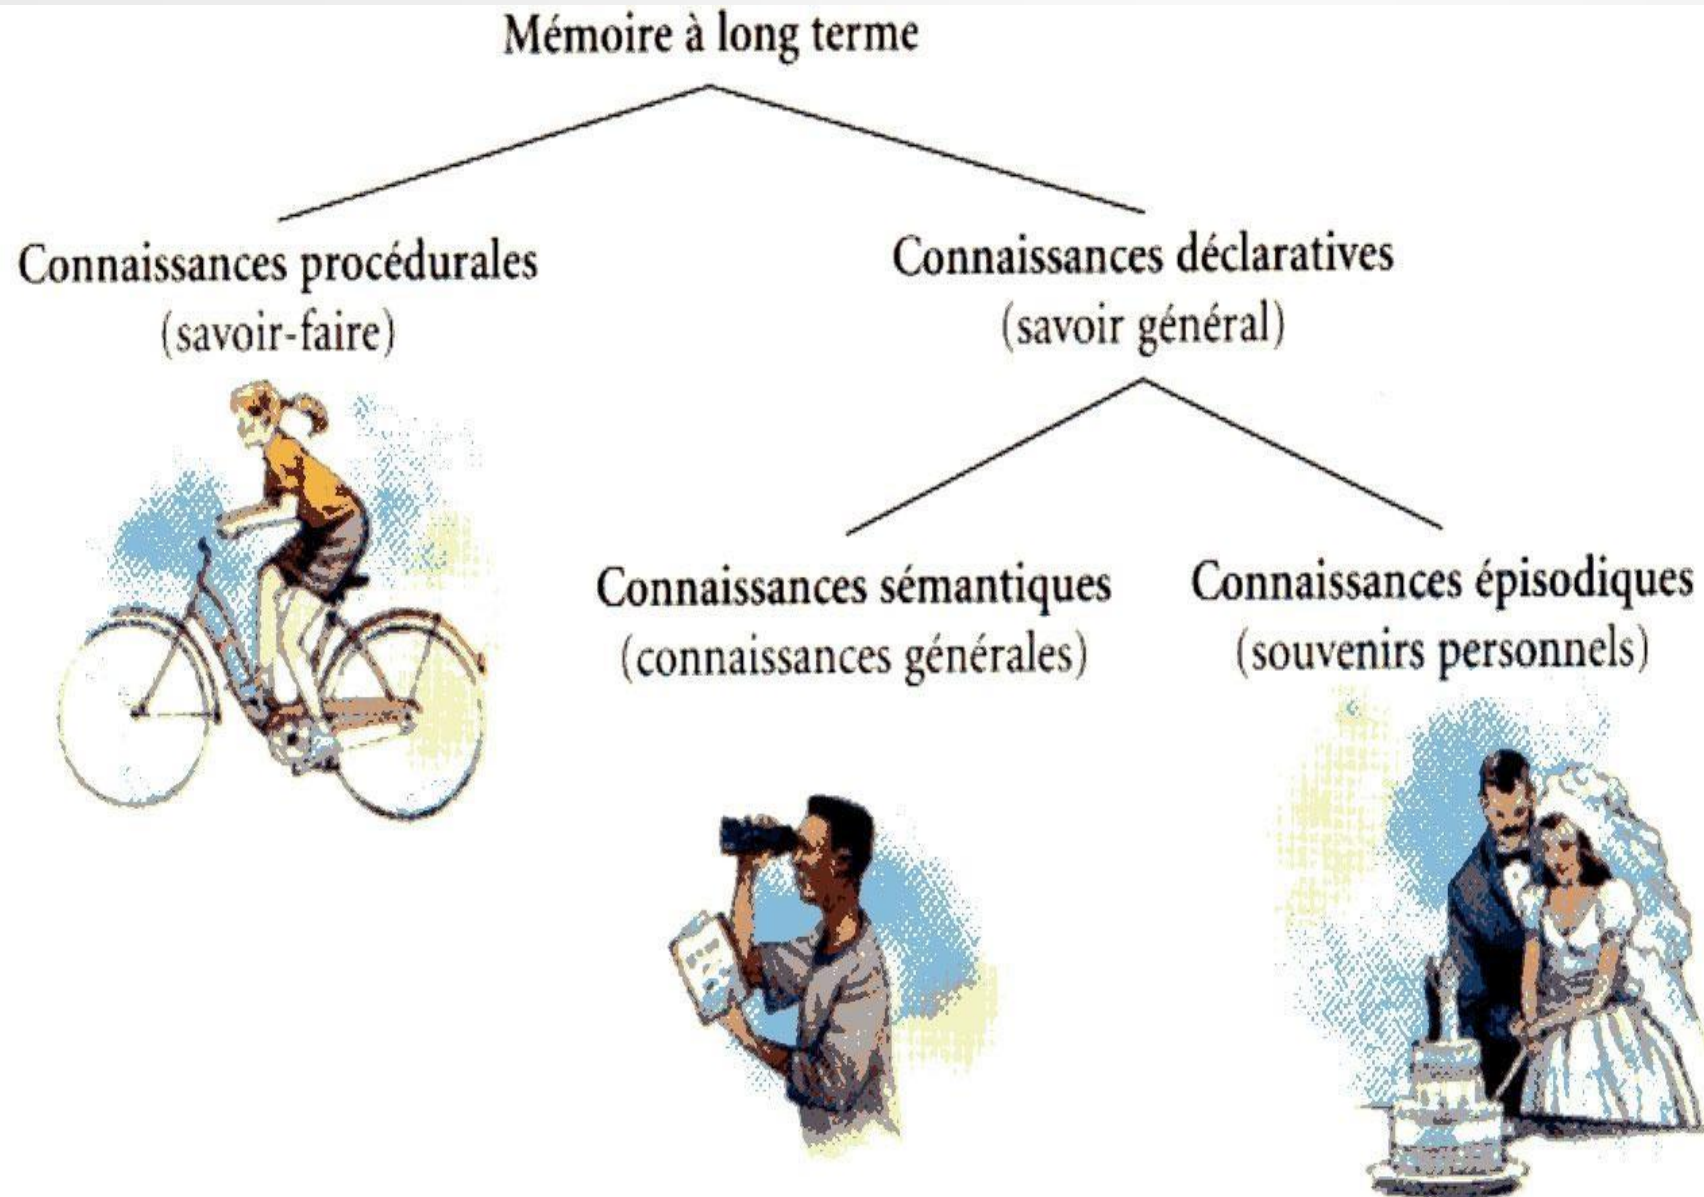 Mémoire à long terme
Connaissances procédurales
(savoir-faire)
Connaissances déclaratives
(savoir général)
Connaissances sémantiques
(connaissances générales)
Connaissances épisodiques
(souvenirs personnels)